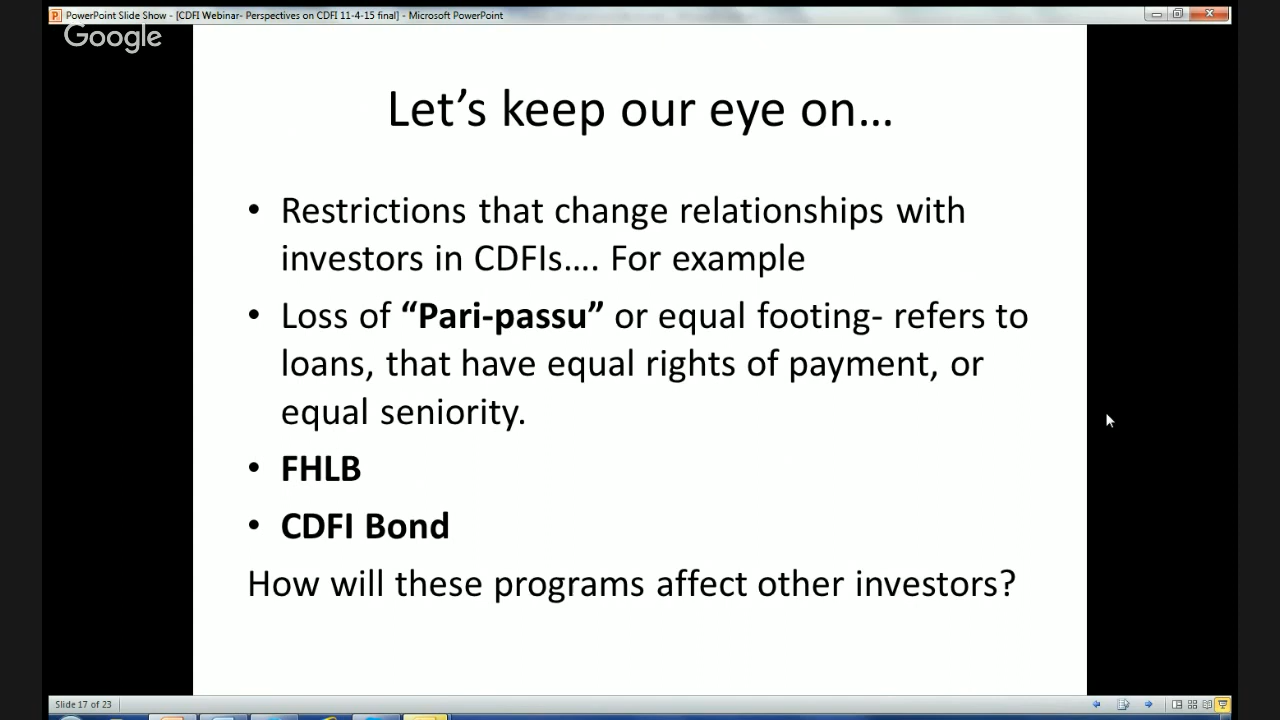 PowerPoint Slide Show - [CDFI Webinar- Perspectives on CDFI 11-4-15 final] - Microsoft PowerPoint
Google
Let’s keep our eye on…
• Restrictions that change relationships with
investors in CDFIs…. For example
• Loss of “Pari-passu” or equal footing- refers to
loans, that have equal rights of payment, or
equal seniority.
• FHLB
• CDFI Bond
How will these programs affect other investors?
Slide 17 of 23